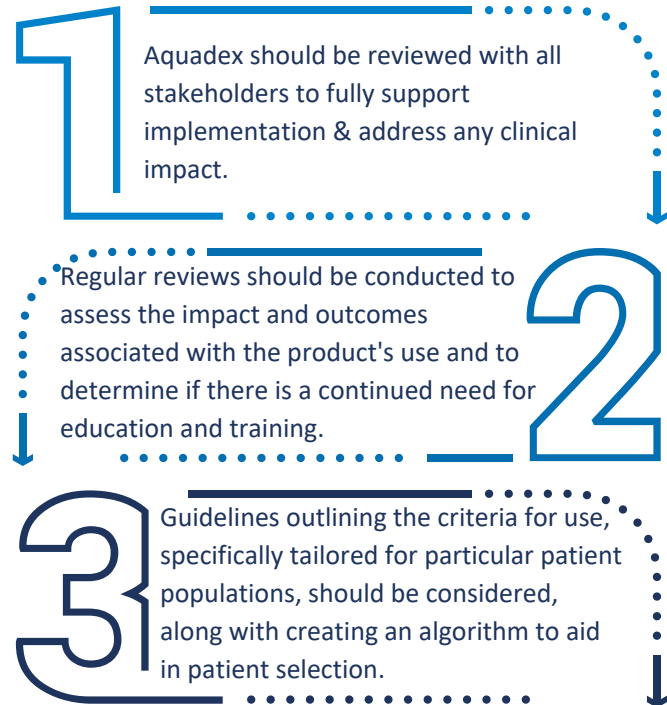 1
Aquadex should be reviewed with all
stakeholders to fully support
implementation & address any clinical
impact.
2
Regular reviews should be conducted to
assess the impact and outcomes
associated with the product's use and to
determine if there is a continued need for
education and training.
3
Guidelines outlining the criteria for use,
specifically tailored for particular patient
populations, should be considered,
along with creating an algorithm to aid
in patient selection.